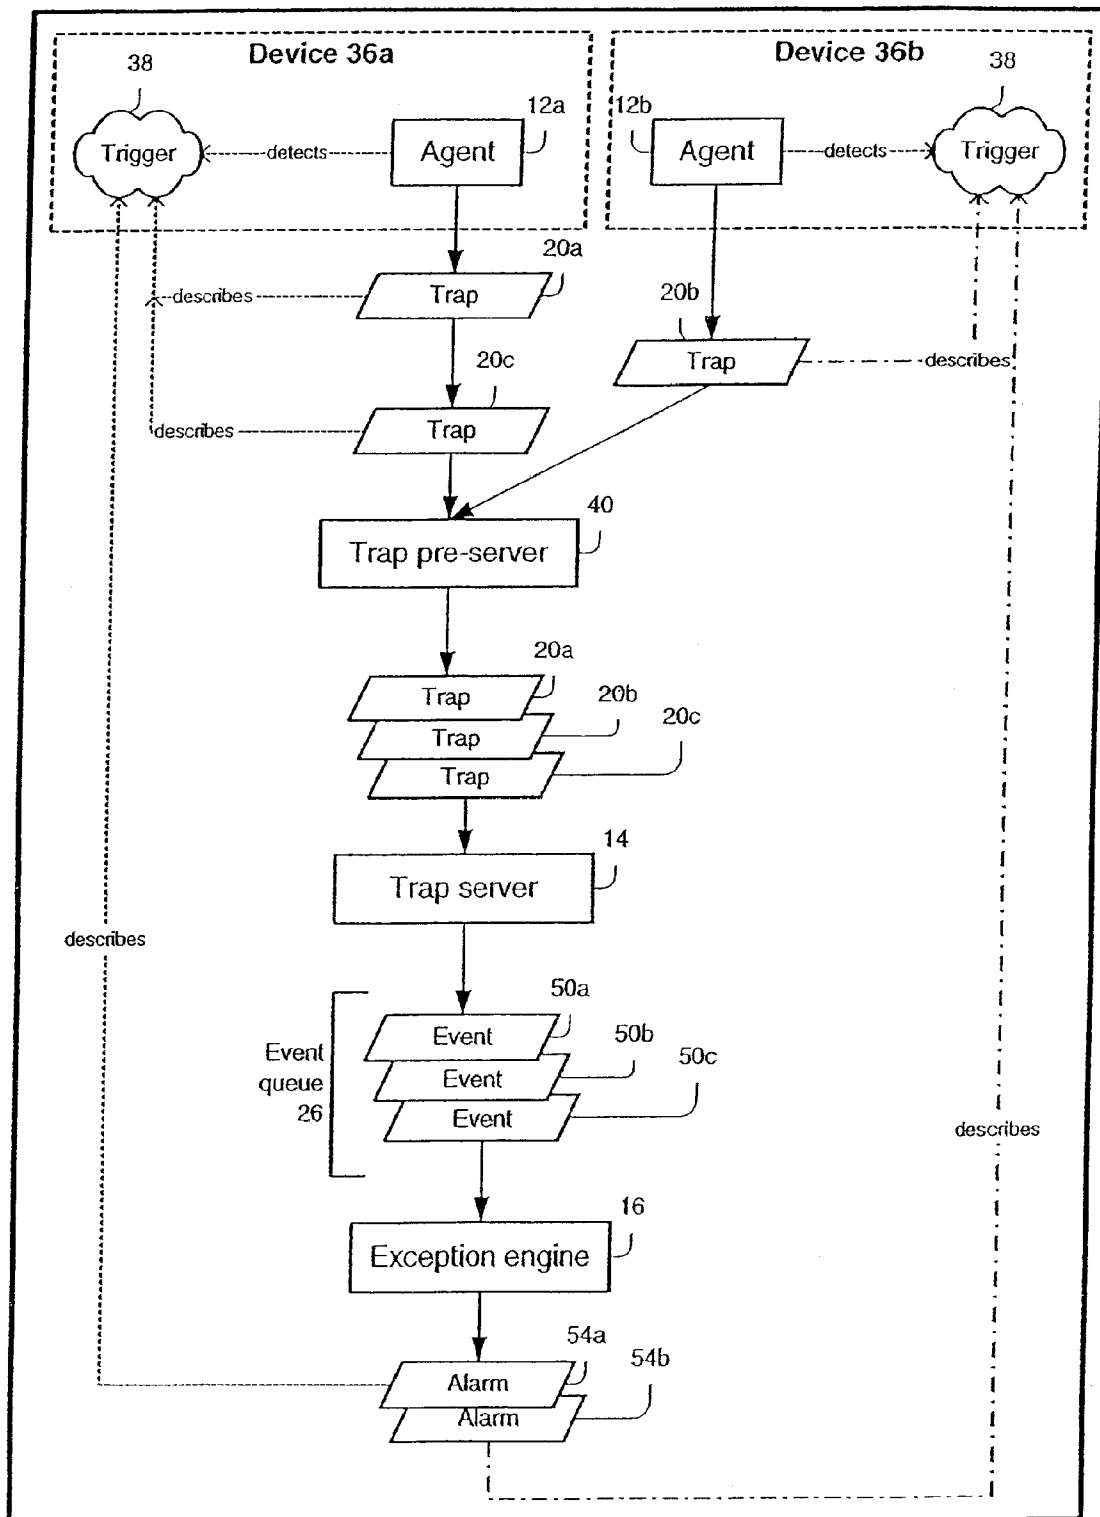 Device 36a
Device 36b
38
38
12a
12b
Trigger
detects
Agent
Agent
detects
Trigger
20a
describes
Trap
20b
Trap
describes
20c
describes
Trap
40
Trap pre-server
20a
Trap
20b
Trap
20c
Trap
14
Trap server
describes
50a
Event
50b
Event
50c
Event
Event
queue
26
describes
16
Exception engine
54a
Alarm
54b
Alarm